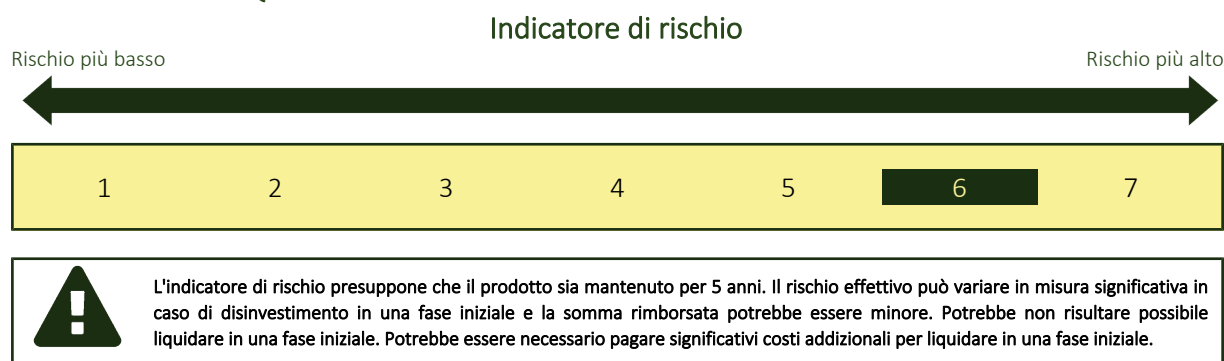 Indicatore di rischio
Rischio più basso
Rischio più alto
1 2 3 4 5 6 7
L'indicatore di rischio presuppone che il prodotto sia mantenuto per 5 anni. Il rischio effettivo può variare in misura significativa in
caso di disinvestimento in una fase iniziale e la somma rimborsata potrebbe essere minore. Potrebbe non risultare possibile
liquidare in una fase iniziale. Potrebbe essere necessario pagare significativi costi addizionali per liquidare in una fase iniziale.